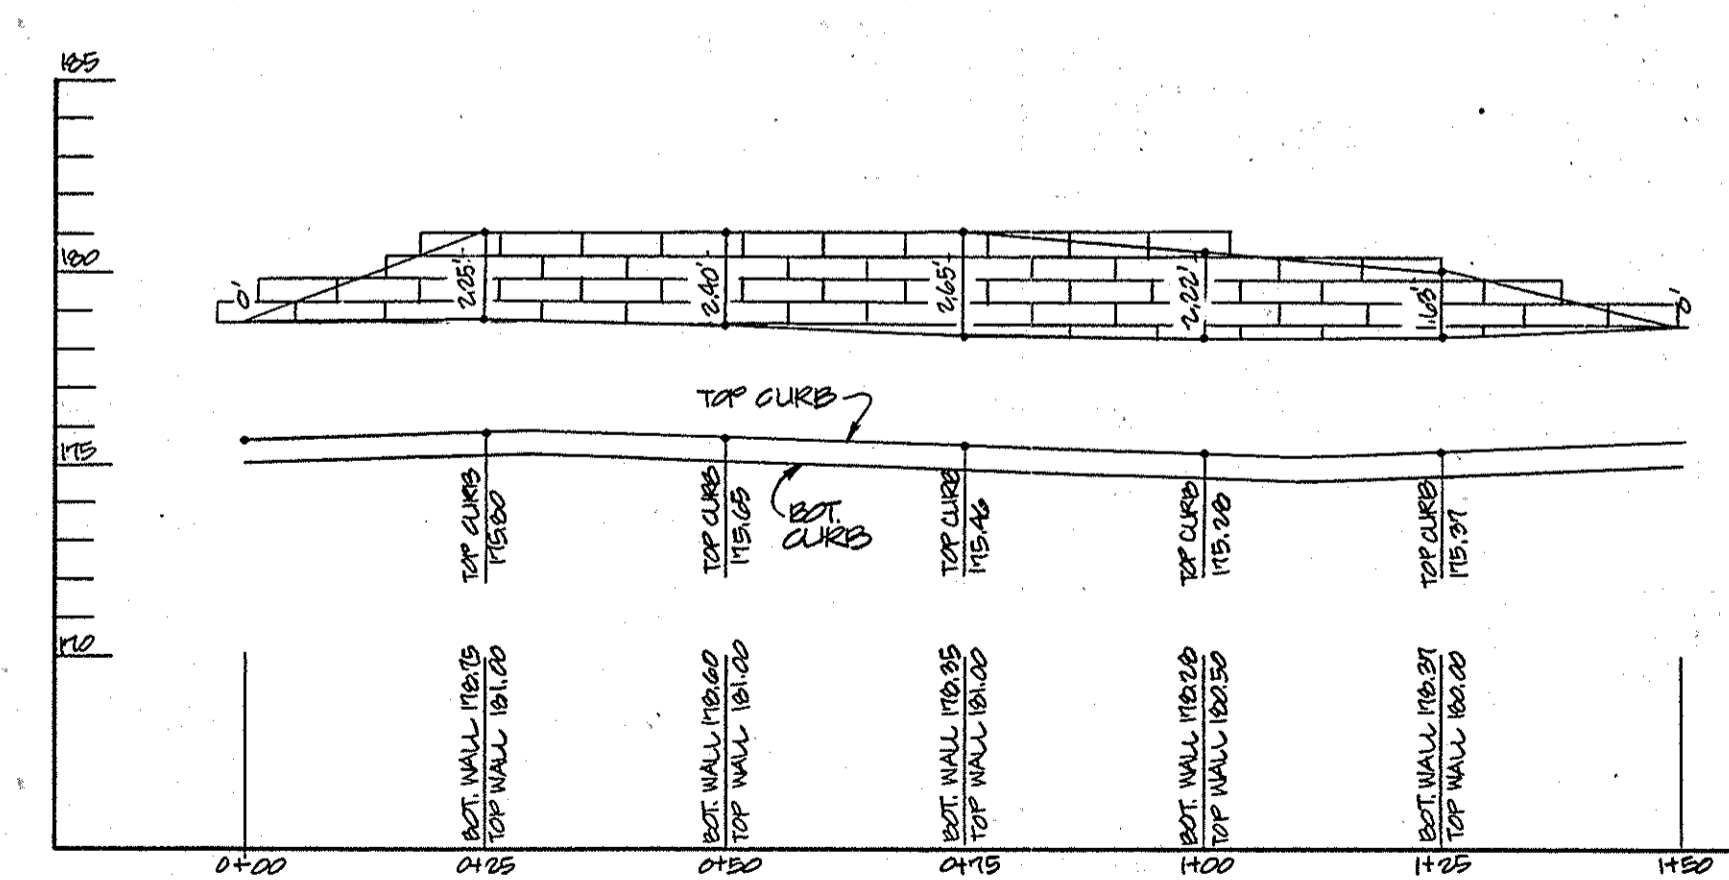 185
180
175
170
0'
2.25'
2.40'
2.65'
2.22'
1.63'
0'
TOP CURB
BOT.
CURB
TOP CURB
175.80
TOP CURB
175.65
TOP CURB
175.46
TOP CURB
175.28
TOP CURB
175.37
BOT. WALL 178.75
TOP WALL 181.00
BOT. WALL 178.60
TOP WALL 181.00
BOT. WALL 178.35
TOP WALL 181.00
BOT. WALL 178.28
TOP WALL 180.50
BOT. WALL 178.37
TOP WALL 180.00
0+00
0+25
0+50
0+75
1+00
1+25
1+50